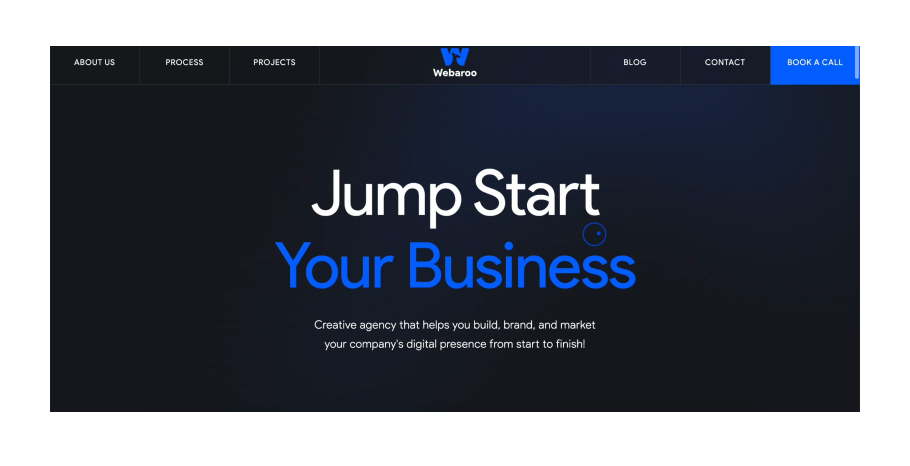 ABOUT US
PROCESS
PROJECTS
Webaroo
BLOG
CONTACT
BOOK A CALL
Jump Start
Your Business
Creative agency that helps you build, brand, and market
your company's digital presence from start to finish!